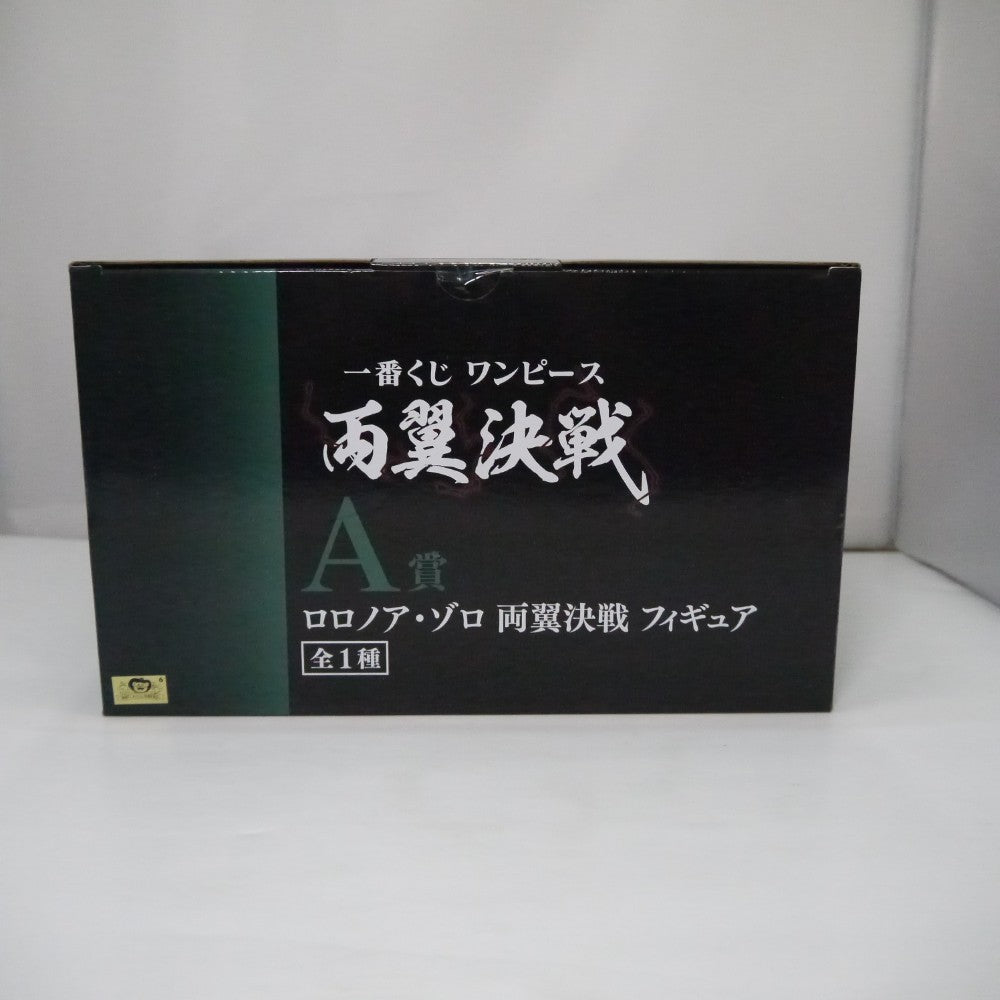 一番くじ ワンピース
両翼決戦
A賞
ロロノア・ゾロ 両翼決戦 フィギュア
全1種